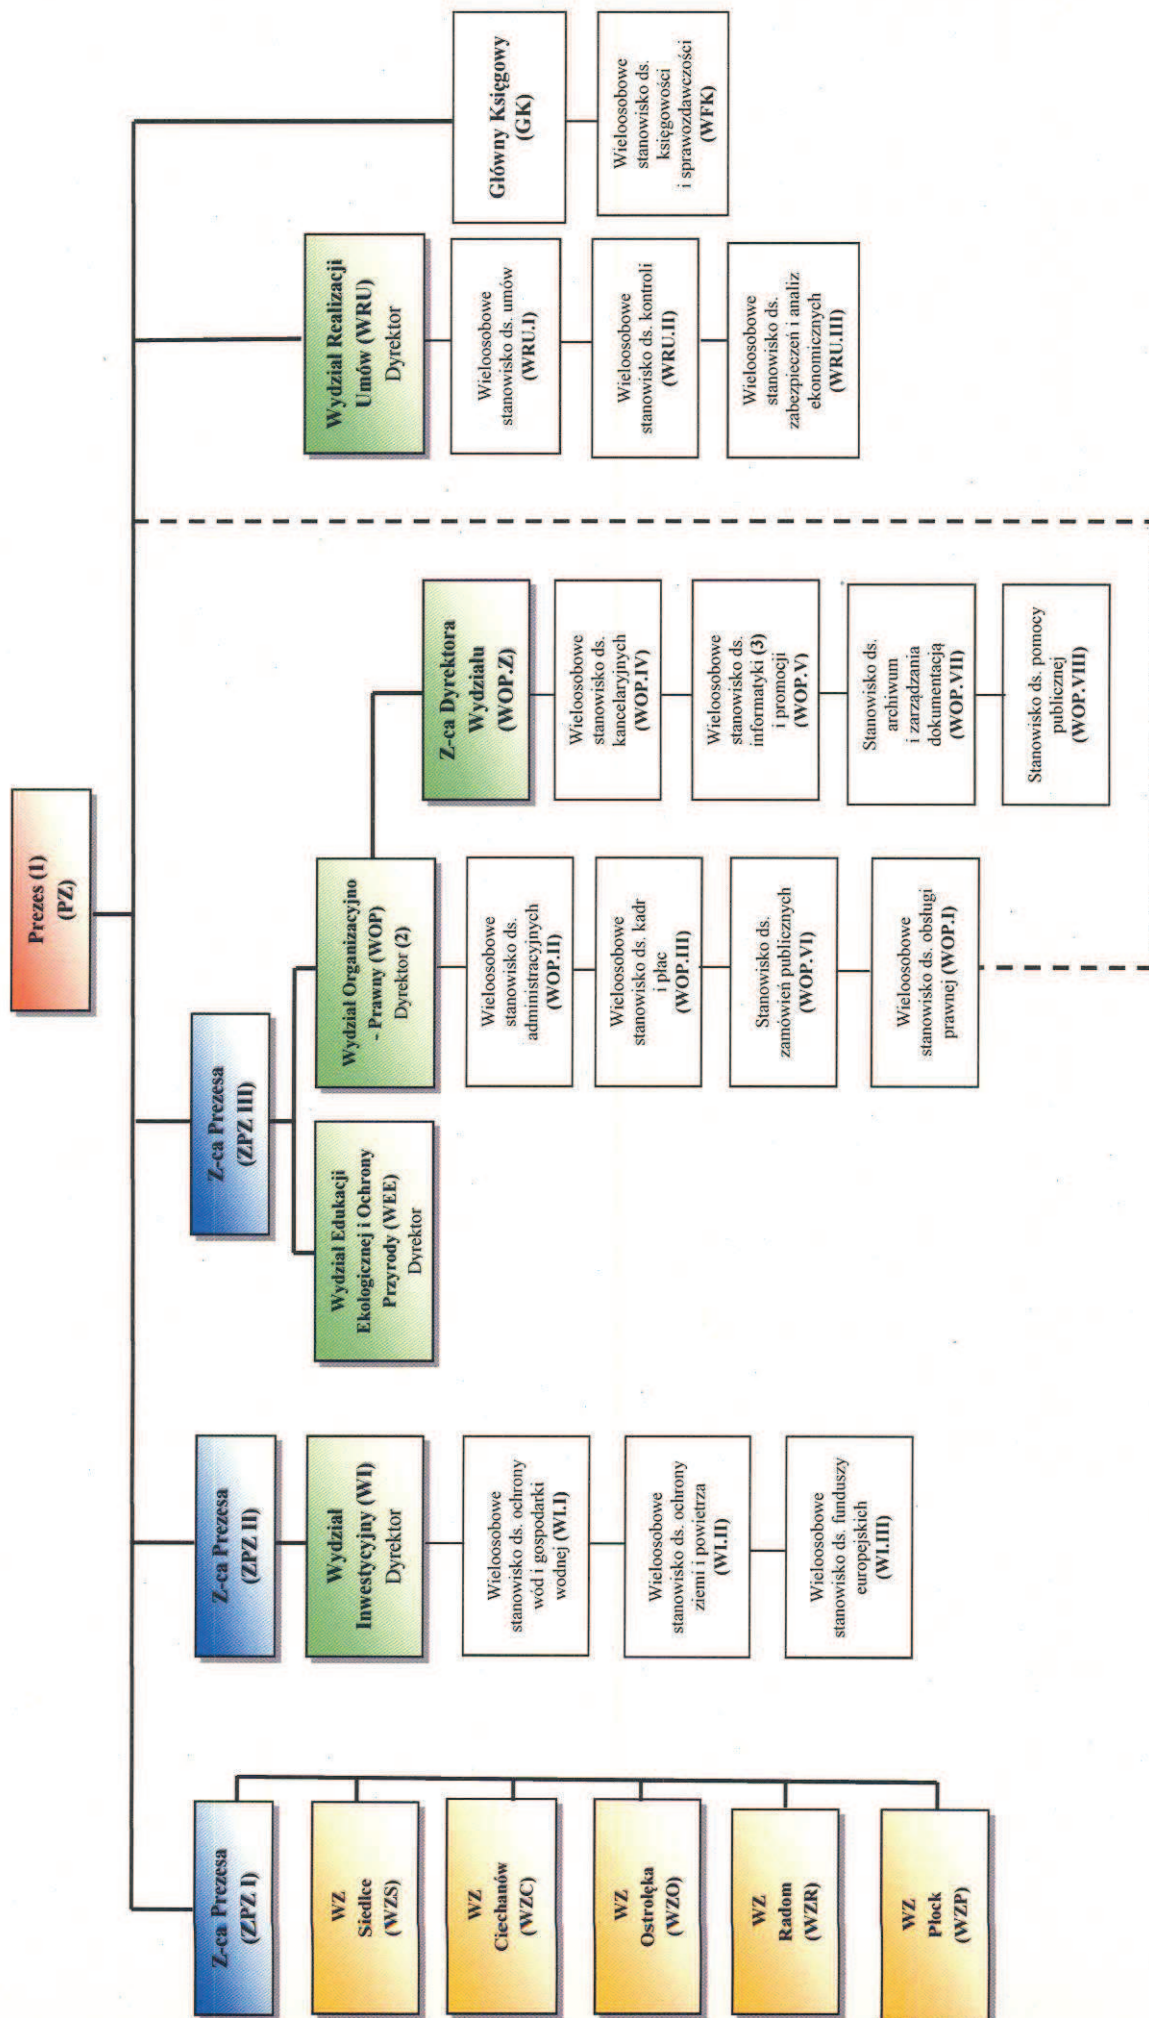 Prezes (1)
(PZ)
Z-ca Prezesa
(ZPZ I)
WZ
Siedlce
(WZS)
WZ
Ciechanów
(WZC)
WZ
Ostrołęka
(WZO)
WZ
Radom
(WZR)
WZ
Płock
(WZP)
Z-ca Prezesa
(ZPZ II)
Wydział
Inwestycyjny (WI)
Dyrektor
Wieloosobowe
stanowisko ds. ochrony
wód i gospodarki
wodnej (WI.I)
Wieloosobowe
stanowisko ds. ochrony
ziemi i powietrza
(WI.II)
Wieloosobowe
stanowisko ds. funduszy
europejskich
(WI.III)
Z-ca Prezesa
(ZPZ III)
Wydział Edukacji
Ekologicznej i Ochrony
Przyrody (WEE)
Dyrektor
Wydział Organizacyjno
- Prawny (WOP)
Dyrektor (2)
Wieloosobowe
stanowisko ds.
administracyjnych
(WOP.II)
Wieloosobowe
stanowisko ds. kadr
i płac
(WOP.III)
Stanowisko ds.
zamówień publicznych
(WOP.VI)
Wieloosobowe
stanowisko ds. obsługi
prawnej (WOP.I)
Z-ca Dyrektora
Wydziału
(WOP.Z)
Wieloosobowe
stanowisko ds.
kancelaryjnych
(WOP.IV)
Wieloosobowe
stanowisko ds.
informatyki (3)
i promocji
(WOP.V)
Stanowisko ds.
archiwum
i zarządzania
dokumentacją
(WOP.VII)
Stanowisko ds. pomocy
publicznej
(WOP.VIII)
Wydział Realizacji
Umów (WRU)
Dyrektor
Wieloosobowe
stanowisko ds. umów
(WRU.I)
Wieloosobowe
stanowisko ds. kontroli
(WRU.II)
Wieloosobowe
stanowisko ds.
zabezpieczeń i analiz
ekonomicznych
(WRU.III)
Główny Księgowy
(GK)
Wieloosobowe
stanowisko ds.
księgowości
i sprawozdawczości
(WFK)